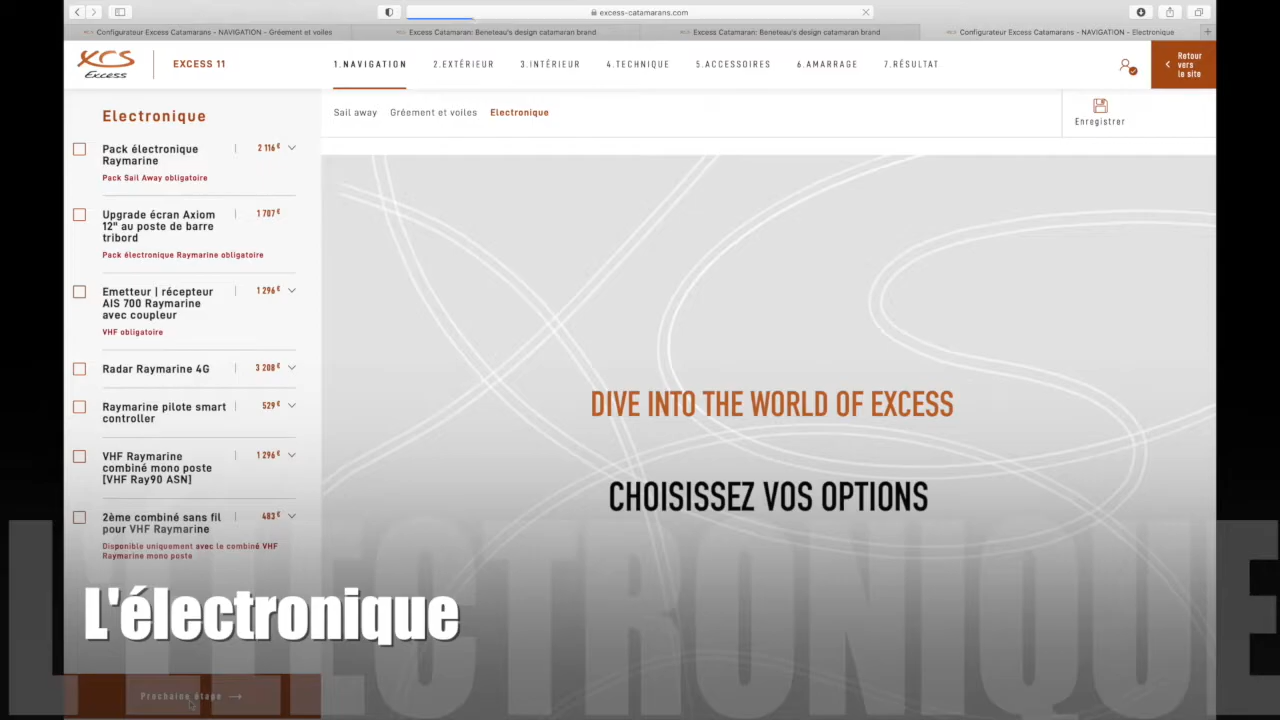 excess-catamarans.com
Configurateur Excess Catamarans - NAVIGATION - Gréement et voiles
Excess Catamaran: Beneteau's design catamaran brand
Excess Catamaran: Beneteau's design catamaran brand
Configurateur Excess Catamarans - NAVIGATION - Electronique
XCS
Excess
EXCESS 11
1.NAVIGATION
2.EXTÉRIEUR
3.INTÉRIEUR
4.TECHNIQUE
5.ACCESSOIRES
6.AMARRAGE
7.RÉSULTAT
Retour
vers
le site
Sail away
Gréement et voiles
Electronique
Enregistrer
Electronique
Pack électronique 2 116 €
Raymarine
Pack Sail Away obligatoire
Upgrade écran Axiom 1 707 €
12" au poste de barre
tribord
Pack électronique Raymarine obligatoire
Emetteur | récepteur 1 296 €
AIS 700 Raymarine
avec coupleur
VHF obligatoire
Radar Raymarine 4G 3 208 €
Raymarine pilote smart 529 €
controller
VHF Raymarine 1 296 €
combiné mono poste
[VHF Ray90 ASN]
2ème combiné sans fil 483 €
pour VHF Raymarine
Disponible uniquement avec le combiné VHF
Raymarine mono poste
DIVE INTO THE WORLD OF EXCESS
CHOISISSEZ VOS OPTIONS
L'ÉLECTRONIQUE
L'électronique
Prochaine étape →